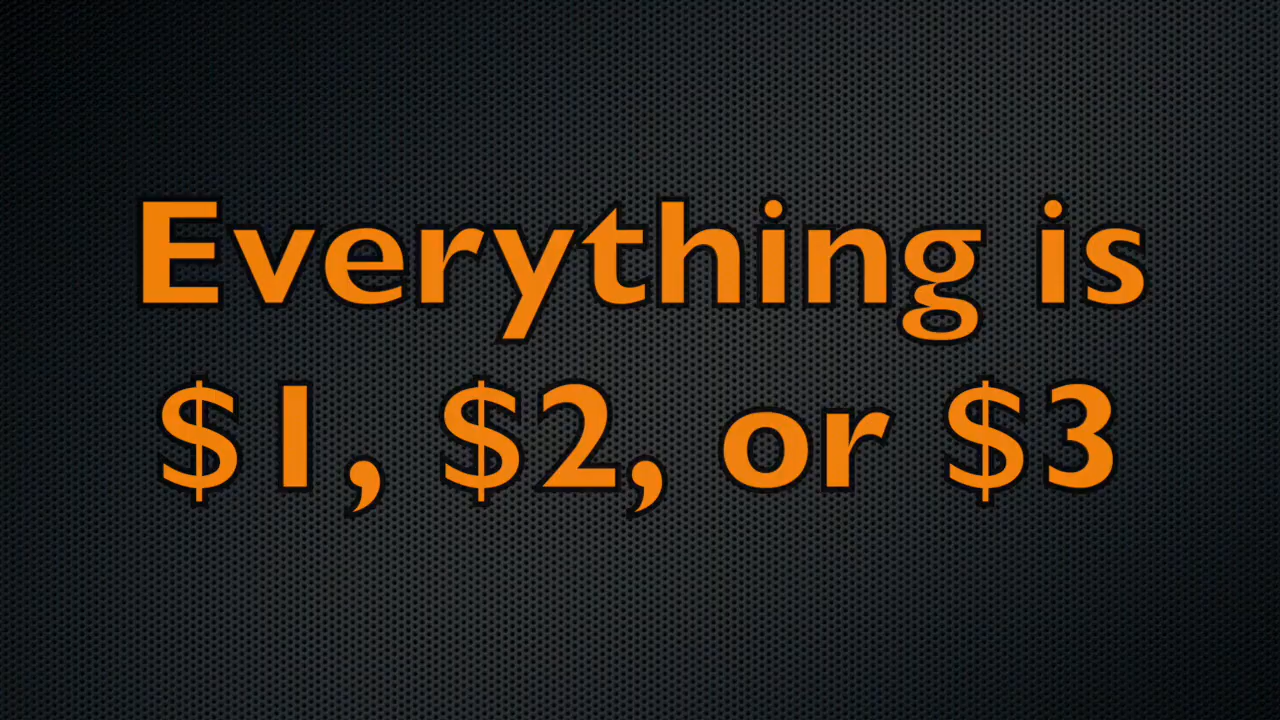 Everything is
$1, $2, or $3